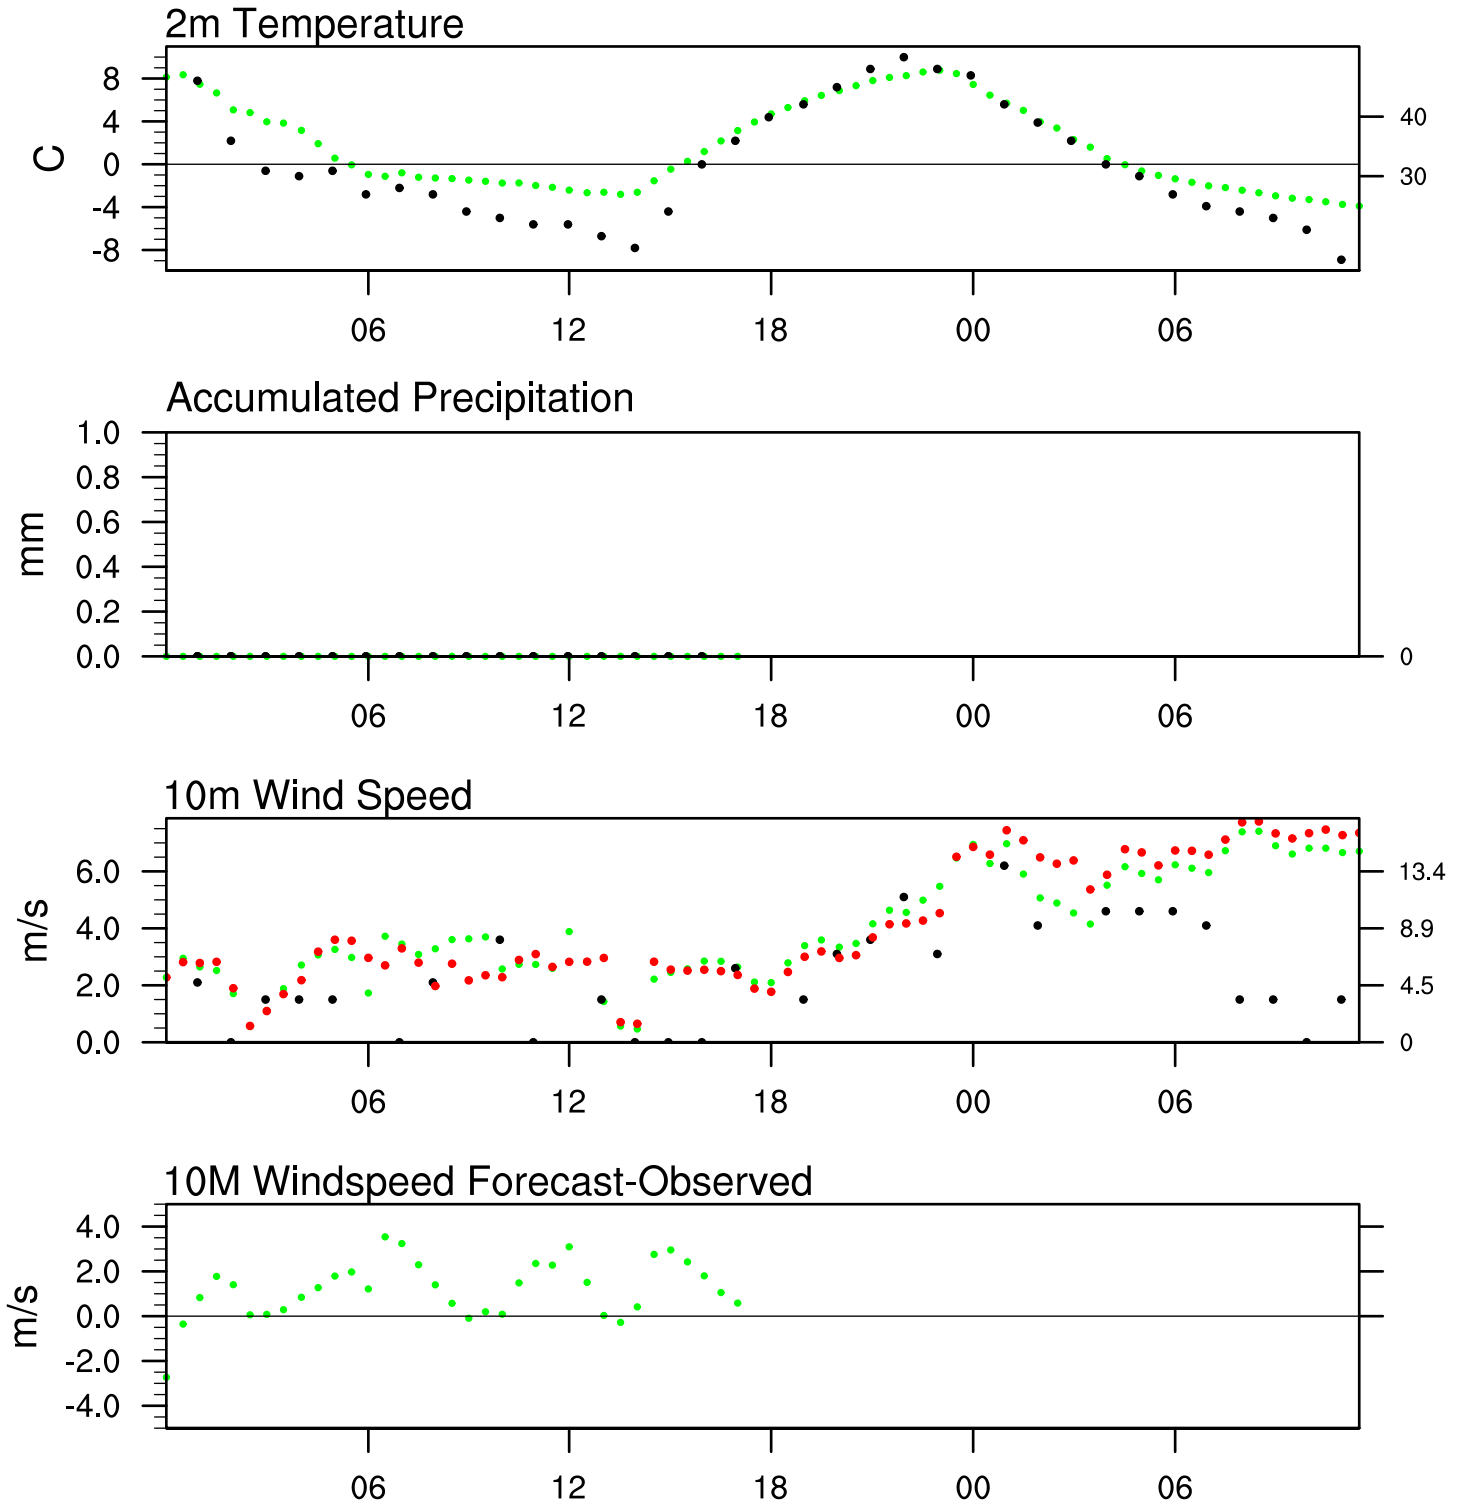 2m Temperature
8
4
0
-4
-8
C
40
30
06 12 18 00 06
Accumulated Precipitation
1.0
0.8
0.6
0.4
0.2
0.0
mm
0
06 12 18 00 06
10m Wind Speed
6.0
4.0
2.0
0.0
m/s
13.4
8.9
4.5
0
06 12 18 00 06
10M Windspeed Forecast-Observed
4.0
2.0
0.0
-2.0
-4.0
m/s
06 12 18 00 06